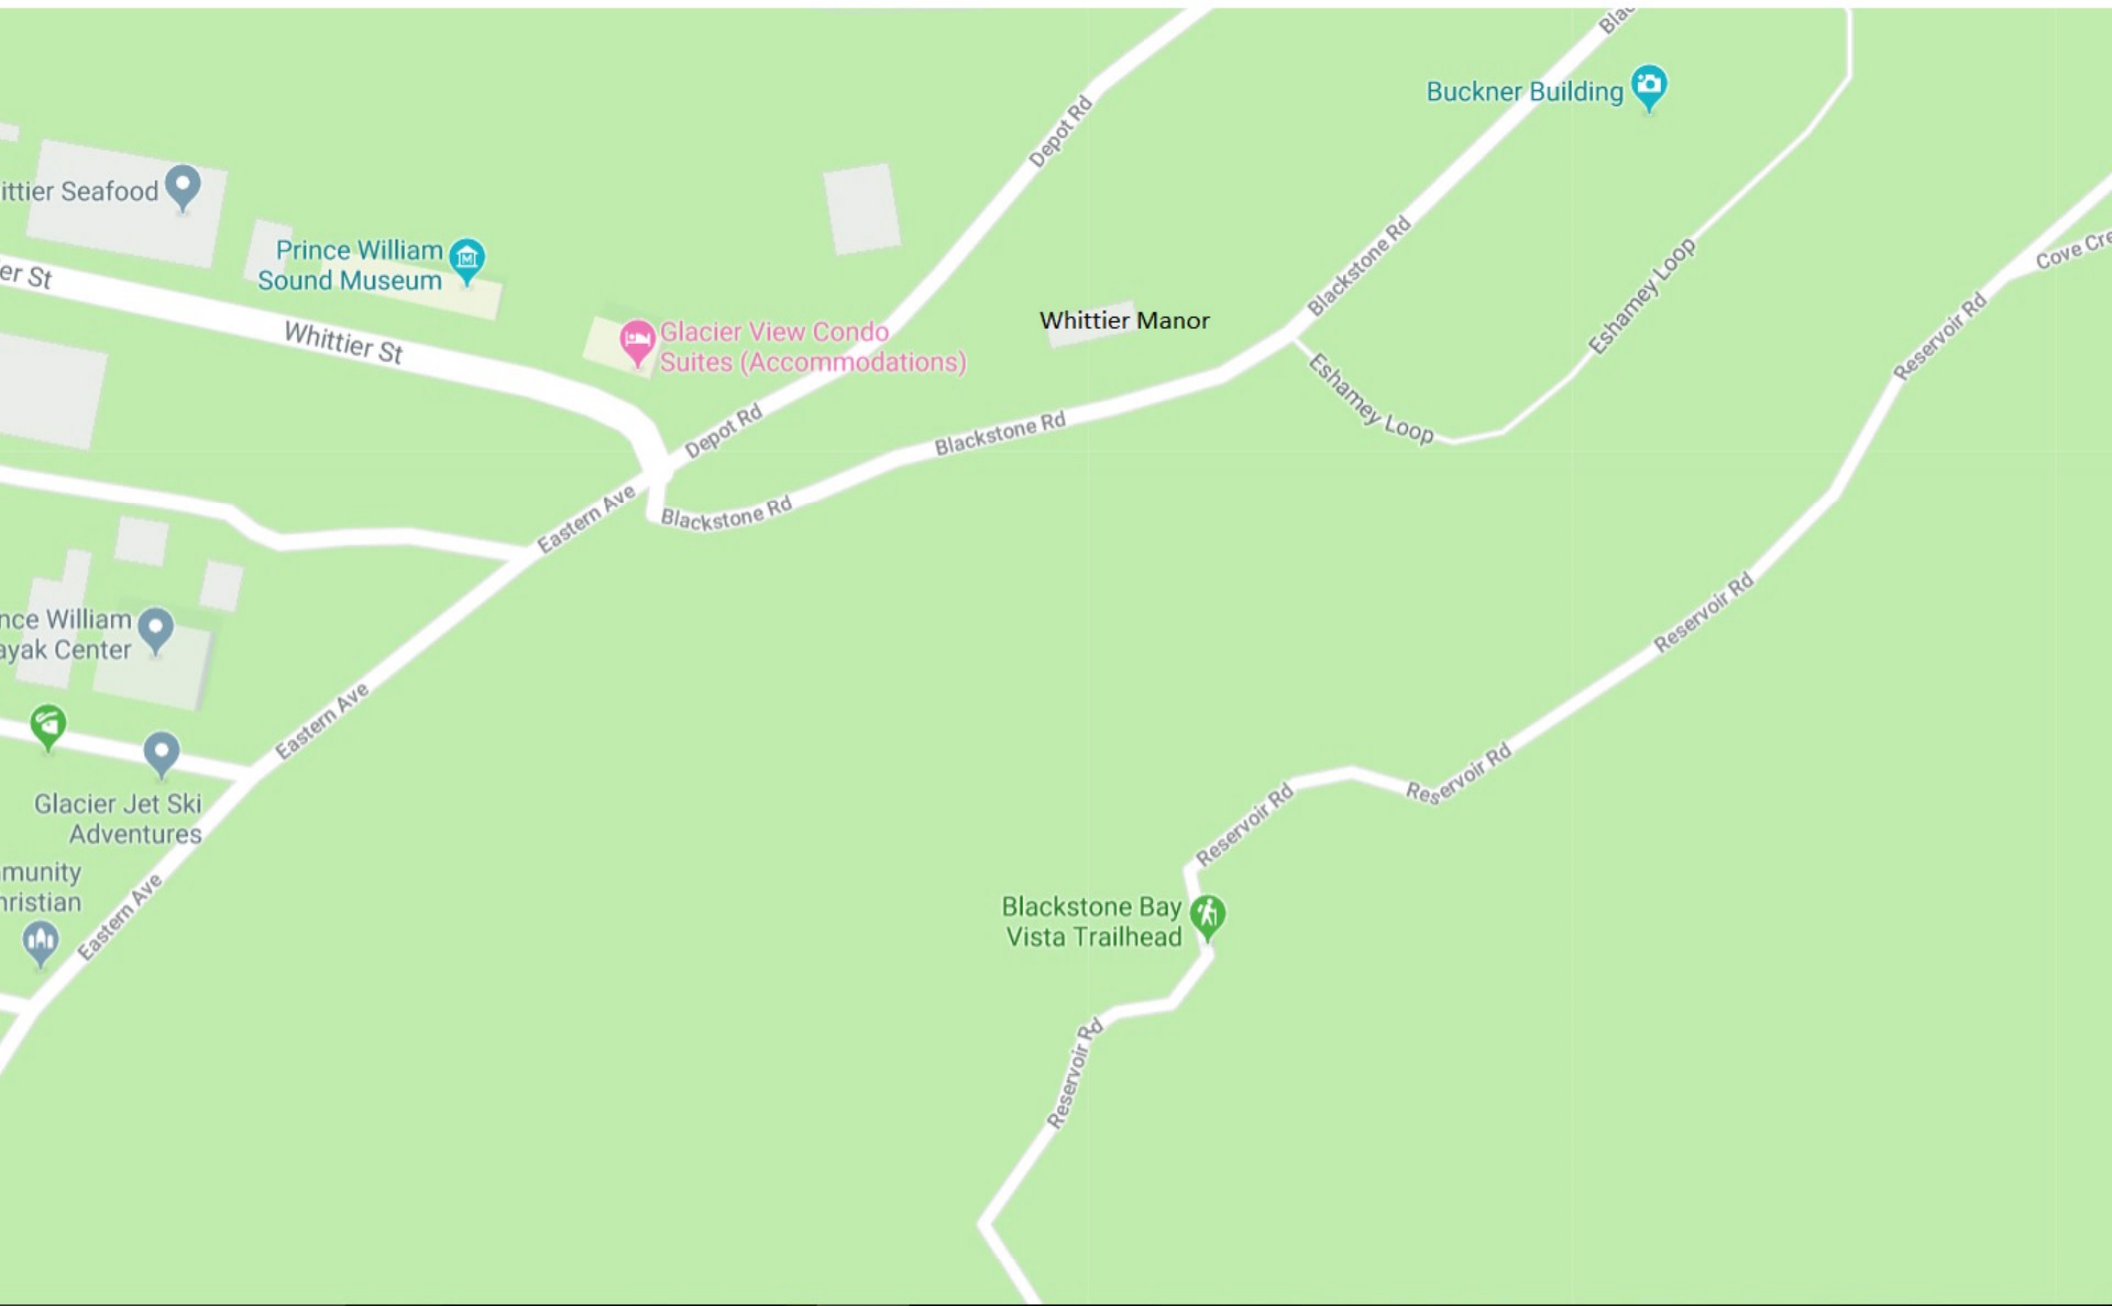 Blac
Buckner Building
Depot Rd
ittier Seafood
Prince William
Sound Museum
er St
Whittier St
Glacier View Condo
Suites (Accommodations)
Whittier Manor
Blackstone Rd
Eshamey Loop
Eshamey Loop
Cove Cre
Reservoir Rd
Depot Rd
Blackstone Rd
Eastern Ave
Blackstone Rd
nce William
ayak Center
Eastern Ave
Reservoir Rd
Glacier Jet Ski
Adventures
Reservoir Rd
Reservoir Rd
munity
hristian
Eastern Ave
Blackstone Bay
Vista Trailhead
Reservoir Rd